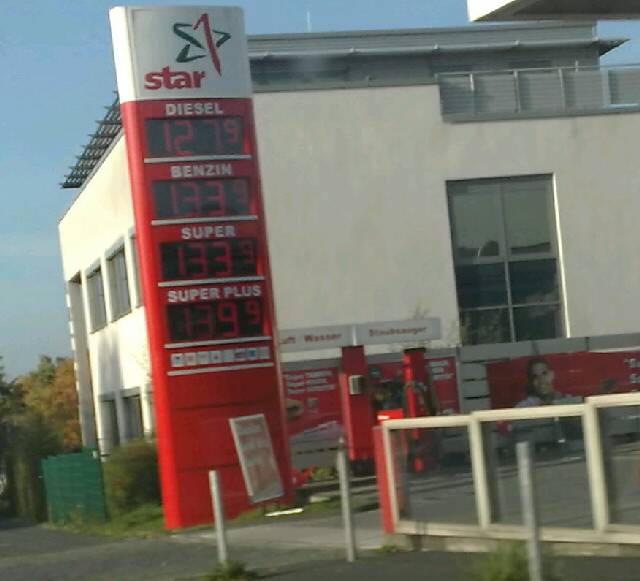 star
DIESEL
127⁹
BENZIN
133⁹
SUPER
133⁹
SUPER PLUS
139⁹
Luft Wasser Staubsauger